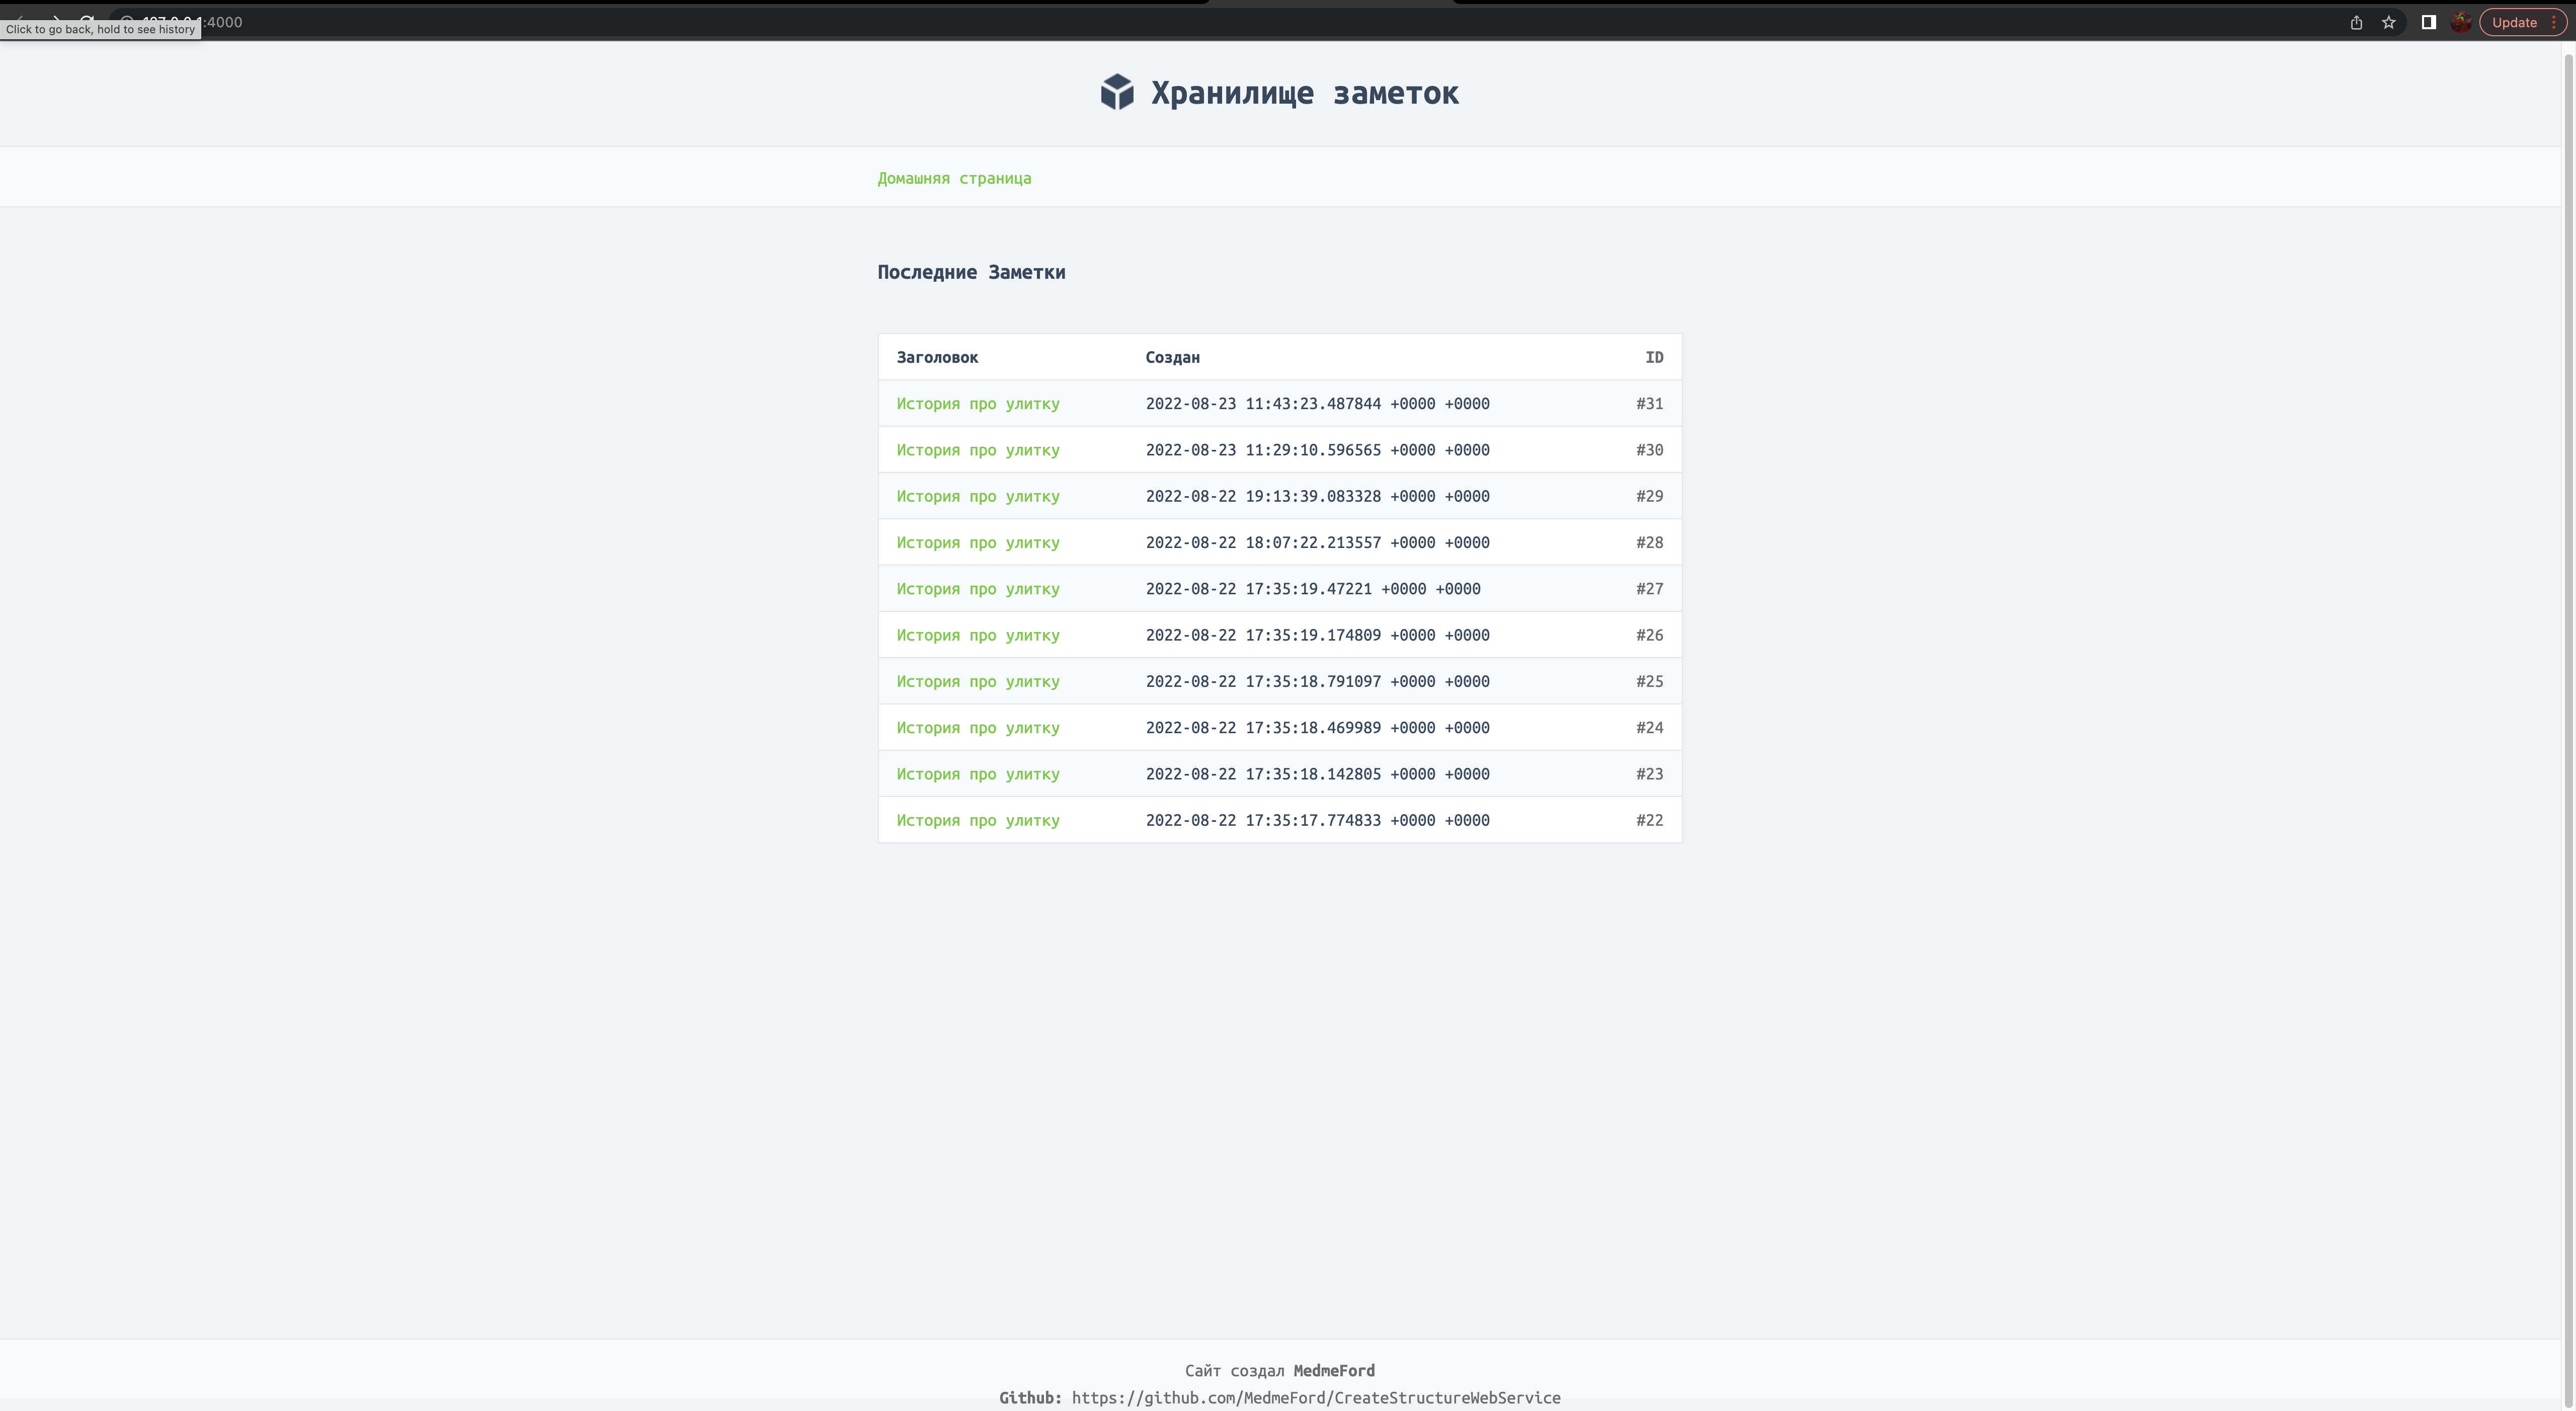 :4000
Click to go back, hold to see history
Update
Хранилище заметок
Домашняя страница
Последние Заметки
Заголовок Создан ID
История про улитку 2022-08-23 11:43:23.487844 +0000 +0000 #31
История про улитку 2022-08-23 11:29:10.596565 +0000 +0000 #30
История про улитку 2022-08-22 19:13:39.083328 +0000 +0000 #29
История про улитку 2022-08-22 18:07:22.213557 +0000 +0000 #28
История про улитку 2022-08-22 17:35:19.47221 +0000 +0000 #27
История про улитку 2022-08-22 17:35:19.174809 +0000 +0000 #26
История про улитку 2022-08-22 17:35:18.791097 +0000 +0000 #25
История про улитку 2022-08-22 17:35:18.469989 +0000 +0000 #24
История про улитку 2022-08-22 17:35:18.142805 +0000 +0000 #23
История про улитку 2022-08-22 17:35:17.774833 +0000 +0000 #22
Сайт создал MedmeFord
Github: https://github.com/MedmeFord/CreateStructureWebService